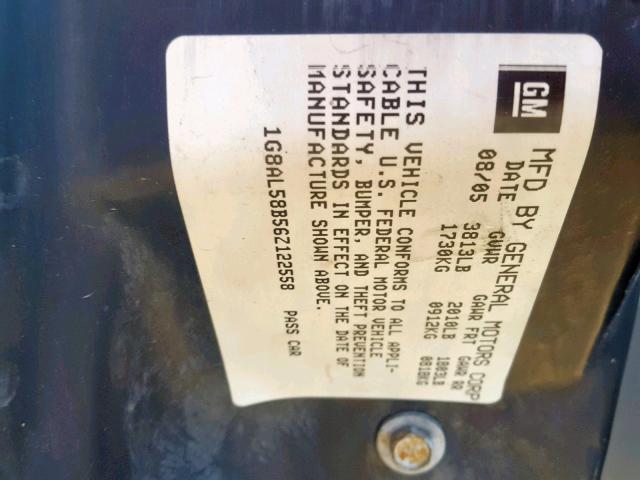 GM
MFD BY GENERAL MOTORS CORP
DATE GVWR GAWR FRT GAWR RR
08/05 3813LB 2010LB 1803LB
1730KG 0912KG 0818KG
THIS VEHICLE CONFORMS TO ALL APPLI-
CABLE U.S. FEDERAL MOTOR VEHICLE
SAFETY, BUMPER, AND THEFT PREVENTION
STANDARDS IN EFFECT ON THE DATE OF
MANUFACTURE SHOWN ABOVE.
1G8AL58B56Z122558 PASS CAR